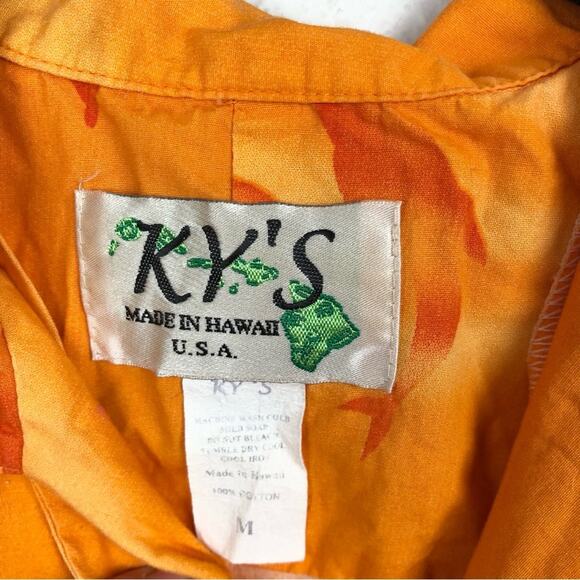 KY'S
MADE IN HAWAII
U.S.A.
KY'S
MACHINE WASH COLD
MILD SOAP
DO NOT BLEACH
TUMBLE DRY COOL
COOL IRON
Made in Hawaii
100% COTTON
M